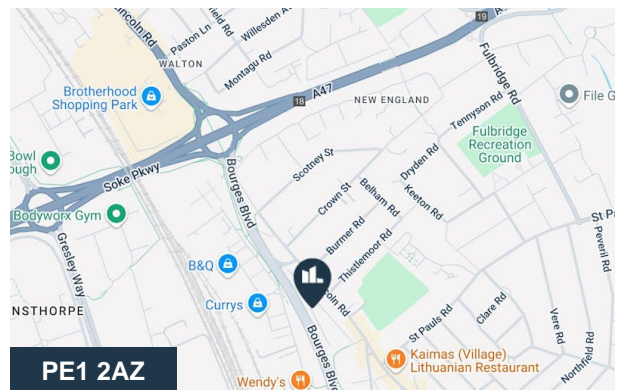 Lincoln Rd
Paston Ln
Willesden Av
WALTON
Montagu Rd
19
A47
18
Brotherhood
Shopping Park
NEW ENGLAND
Fulbridge Rd
File
Tennyson Rd
Fulbridge
Recreation
Ground
Bowl
Soke Pkwy
Bourges Blvd
Scotney St
Dryden Rd
Crown St
Belham Rd
Keeton Rd
Bodyworx Gym
Gresley Way
Burmer Rd
Thistlemoor Rd
St Pa
Peveril Rd
B&Q
NSTHORPE
Currys
coln Rd
St Pauls Rd
Clare Rd
Vere Rd
Northfield Rd
Bourges Blvd
Kaimas (Village)
Lithuanian Restaurant
Wendy's
PE1 2AZ